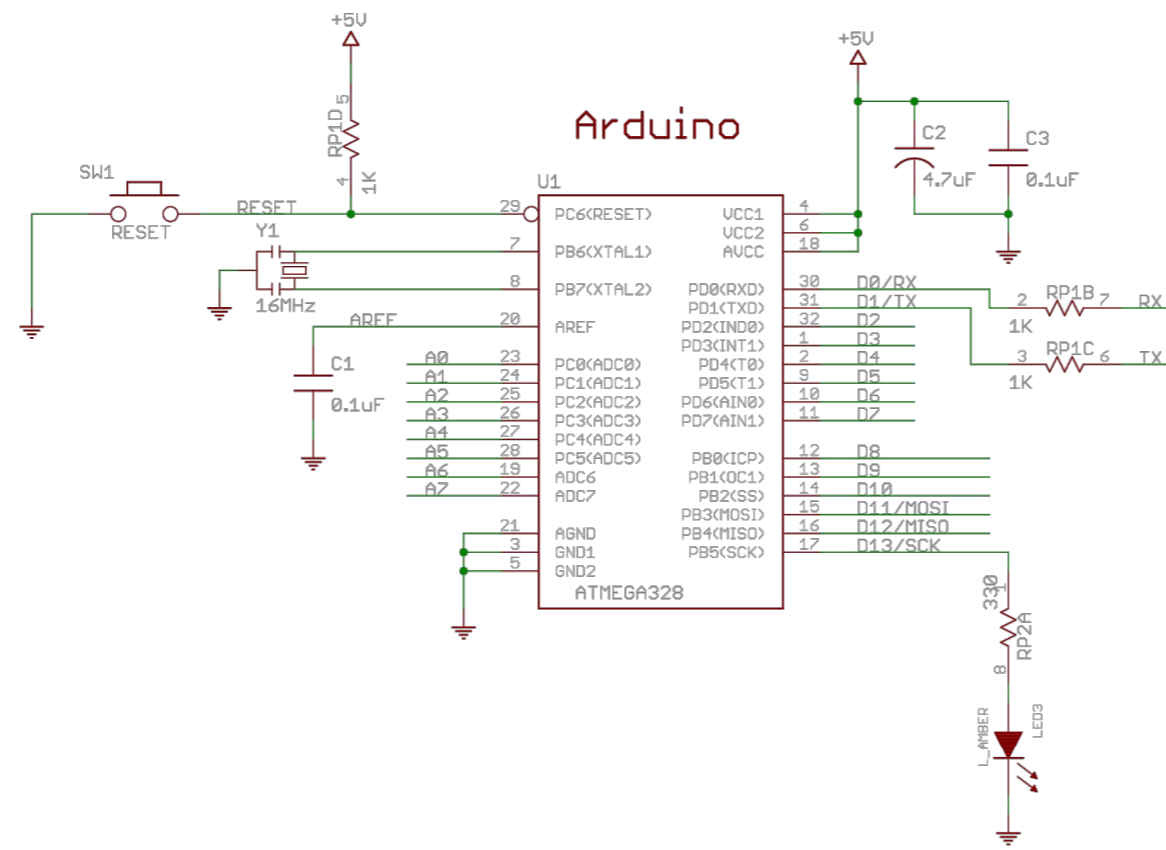 +5V
5
RP1D
4
1K
SW1
RESET
RESET
Y1
16MHz
AREF
C1
0.1uF
Arduino
U1
29 PC6(RESET)
7 PB6(XTAL1)
8 PB7(XTAL2)
20 AREF
A0 23 PC0(ADC0)
A1 24 PC1(ADC1)
A2 25 PC2(ADC2)
A3 26 PC3(ADC3)
A4 27 PC4(ADC4)
A5 28 PC5(ADC5)
A6 19 ADC6
A7 22 ADC7
21 AGND
3 GND1
5 GND2
ATMEGA328
VCC1 4
VCC2 6
AVCC 18
PD0(RXD) 30 D0/RX
PD1(TXD) 31 D1/TX
PD2(IND0) 32 D2
PD3(INT1) 1 D3
PD4(T0) 2 D4
PD5(T1) 9 D5
PD6(AIN0) 10 D6
PD7(AIN1) 11 D7
PB0(ICP) 12 D8
PB1(OC1) 13 D9
PB2(SS) 14 D10
PB3(MOSI) 15 D11/MOSI
PB4(MISO) 16 D12/MISO
PB5(SCK) 17 D13/SCK
+5V
C2
4.7uF
C3
0.1uF
2 RP1B 7 RX
1K
3 RP1C 6 TX
1K
330
1
RP2A
8
L_AMBER
LED3